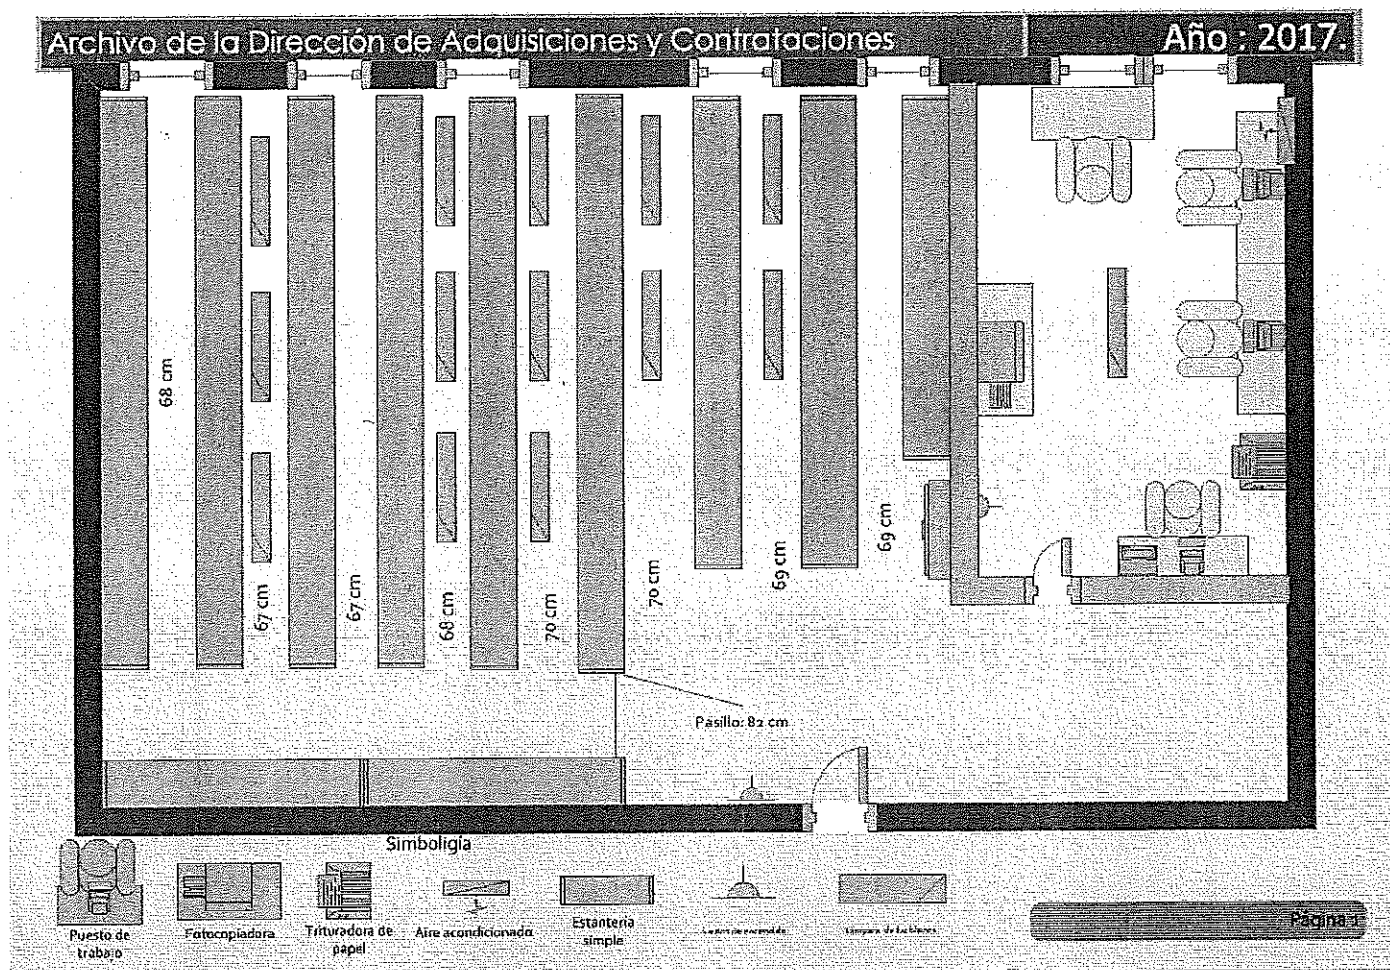 Archivo de la Dirección de Adquisiciones y Contrataciones
Año : 2017.
68 cm
67 cm
67 cm
68 cm
70 cm
70 cm
69 cm
69 cm
Pasillo: 82 cm
Simboligía
Puesto de
trabajo
Fotocopiadora
Trituradora de
papel
Aire acondicionado
Estantería
simple
Página 1